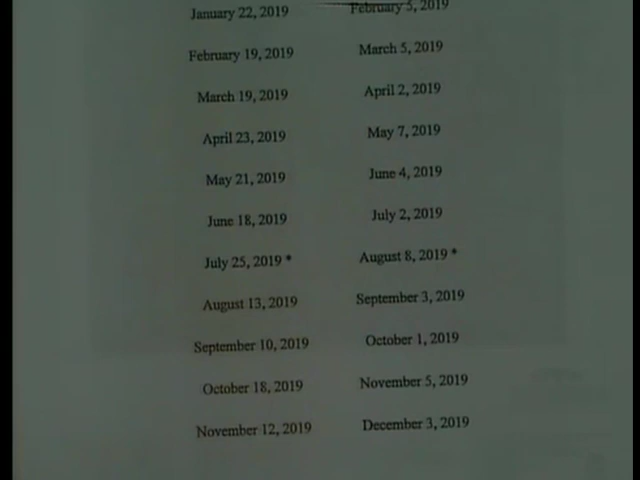 January 22, 2019 February 5, 2019
February 19, 2019 March 5, 2019
March 19, 2019 April 2, 2019
April 23, 2019 May 7, 2019
May 21, 2019 June 4, 2019
June 18, 2019 July 2, 2019
July 25, 2019 * August 8, 2019 *
August 13, 2019 September 3, 2019
September 10, 2019 October 1, 2019
October 18, 2019 November 5, 2019
November 12, 2019 December 3, 2019